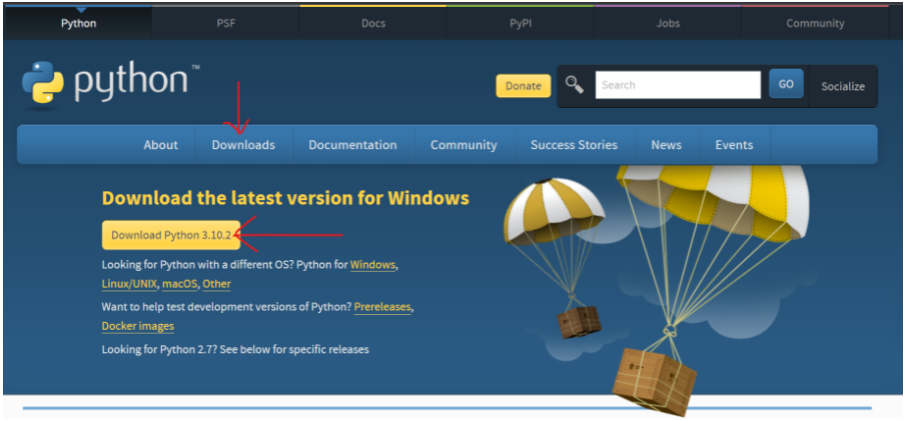 Python PSF Docs PyPI Jobs Community
python™
Donate Search GO Socialize
About Downloads Documentation Community Success Stories News Events
Download the latest version for Windows
Download Python 3.10.2
Looking for Python with a different OS? Python for Windows,
Linux/UNIX, macOS, Other
Want to help test development versions of Python? Prereleases,
Docker images
Looking for Python 2.7? See below for specific releases